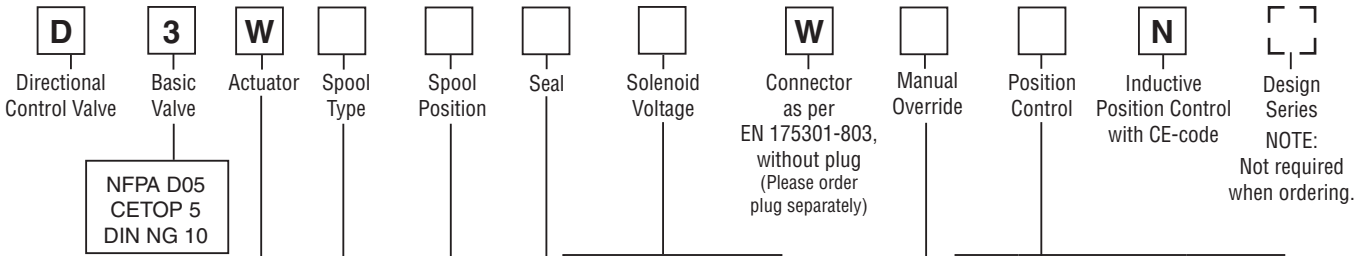 D 3 W W N
Directional
Control Valve
Basic
Valve
Actuator
Spool
Type
Spool
Position
Seal
Solenoid
Voltage
Connector
as per
EN 175301-803,
without plug
(Please order
plug separately)
Manual
Override
Position
Control
Inductive
Position Control
with CE-code
Design
Series
NOTE:
Not required
when ordering.
NFPA D05
CETOP 5
DIN NG 10